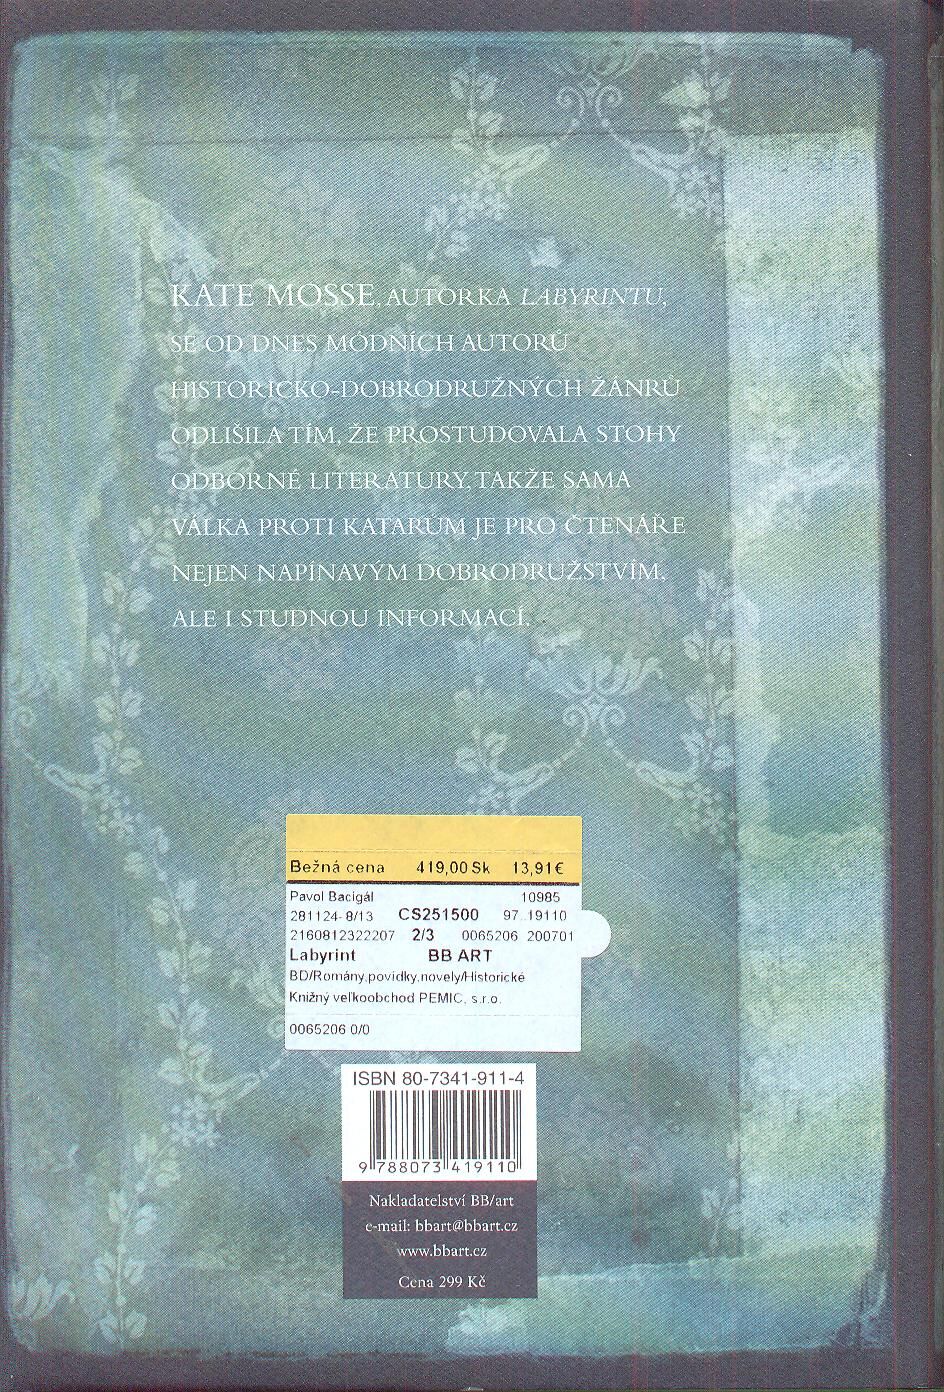 KATE MOSSE, AUTORKA LABYRINTU,
SE OD DNES MÓDNÍCH AUTORŮ
HISTORICKO-DOBRODRUŽNÝCH ŽÁNRŮ
ODLIŠILA TÍM, ŽE PROSTUDOVALA STOHY
ODBORNÉ LITERATURY, TAKŽE SAMA
VÁLKA PROTI KATARŮM JE PRO ČTENÁŘE
NEJEN NAPÍNAVÝM DOBRODRUŽSTVÍM,
ALE I STUDNOU INFORMACÍ.
Bežná cena 419,00 Sk 13,91€
Pavol Bacigál 10985
281124- 8/13 CS251500 97 19110
2160812322207 2/3 0065206 200701
Labyrint BB ART
BD/Romány,povídky,novely/Historické
Knižný veľkoobchod PEMIC, s.r.o.
0065206 0/0
ISBN 80-7341-911-4
9 788073 419110
Nakladatelství BB/art
e-mail: bbart@bbart.cz
www.bbart.cz
Cena 299 Kč